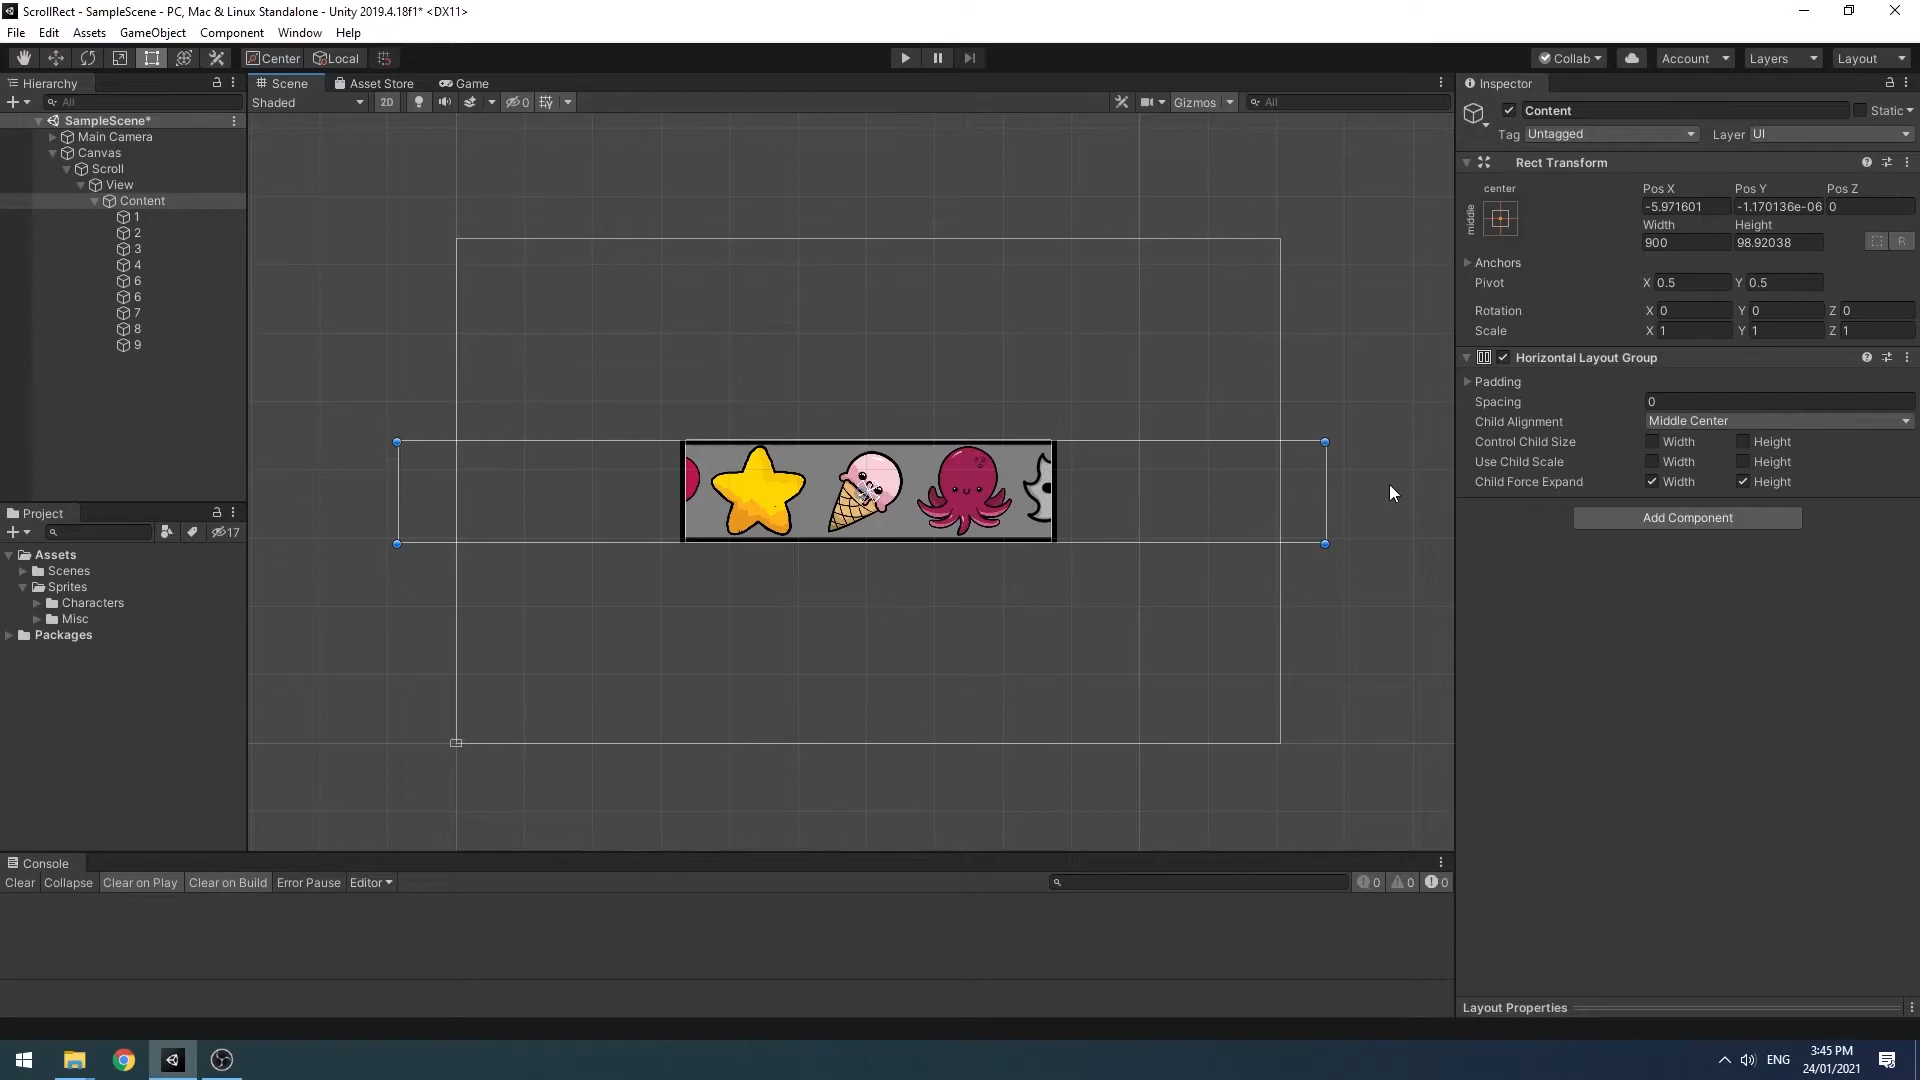 ScrollRect - SampleScene - PC, Mac & Linux Standalone - Unity 2019.4.18f1* <DX11>
File Edit Assets GameObject Component Window Help
Center Local Collab Account Layers Layout
Hierarchy
All
SampleScene*
Main Camera
Canvas
Scroll
View
Content
1
2
3
4
6
6
7
8
9
Project
17
Assets
Scenes
Sprites
Characters
Misc
Packages
Scene Asset Store Game
Shaded 2D 0 Gizmos All
Console
Clear Collapse Clear on Play Clear on Build Error Pause Editor 0 0 0
Inspector
Content Static
Tag Untagged Layer UI
Rect Transform
center
middle
Pos X Pos Y Pos Z
-5.971601 -1.170136e-06 0
Width Height
900 98.92038 R
Anchors
Pivot X 0.5 Y 0.5
Rotation X 0 Y 0 Z 0
Scale X 1 Y 1 Z 1
Horizontal Layout Group
Padding
Spacing 0
Child Alignment Middle Center
Control Child Size Width Height
Use Child Scale Width Height
Child Force Expand Width Height
Add Component
Layout Properties
ENG
3:45 PM
24/01/2021